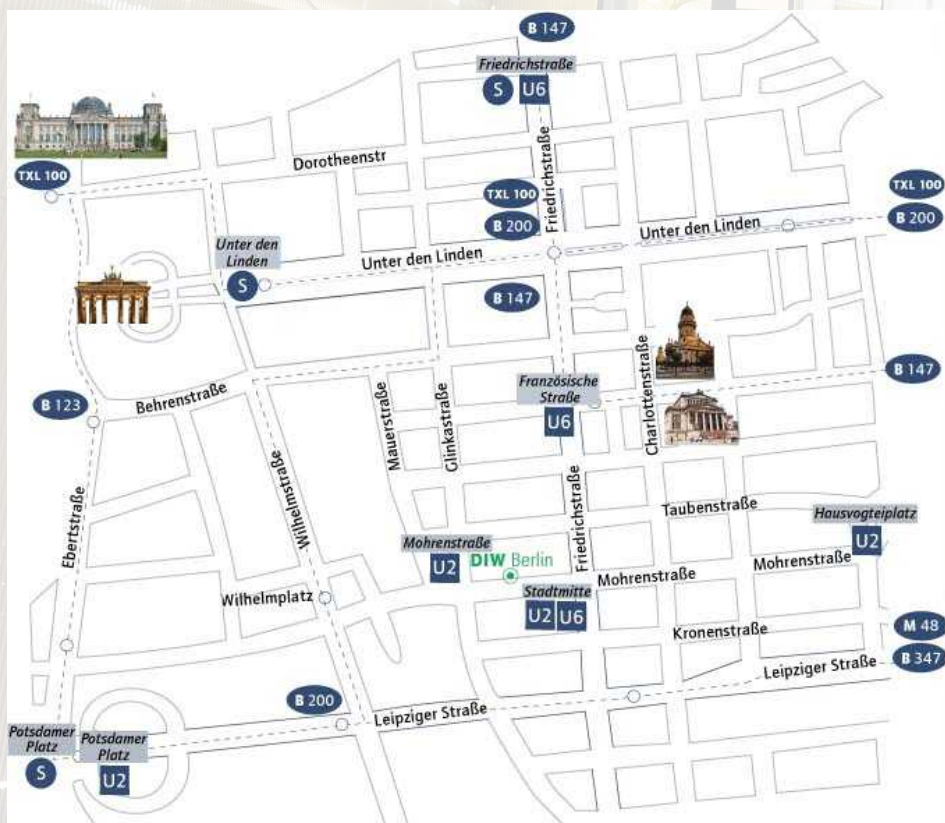 B 147
Friedrichstraße
S U6
Dorotheenstr
TXL 100
Friedrichstraße
TXL 100
B 200
TXL 100
B 200
Unter den Linden
Unter den
Linden
S
Unter den Linden
B 147
B 147
Französische
Straße
U6
Charlottenstraße
B 123
Behrenstraße
Mauerstraße
Glinkastraße
Wilhelmstraße
Ebertstraße
Friedrichstraße
Taubenstraße
Hausvogteiplatz
U2
Mohrenstraße
U2
DIW Berlin
Mohrenstraße
Mohrenstraße
Stadtmitte
U2 U6
Wilhelmplatz
Kronenstraße
M 48
B 347
Leipziger Straße
B 200
Leipziger Straße
Potsdamer
Platz
S
Potsdamer
Platz
U2